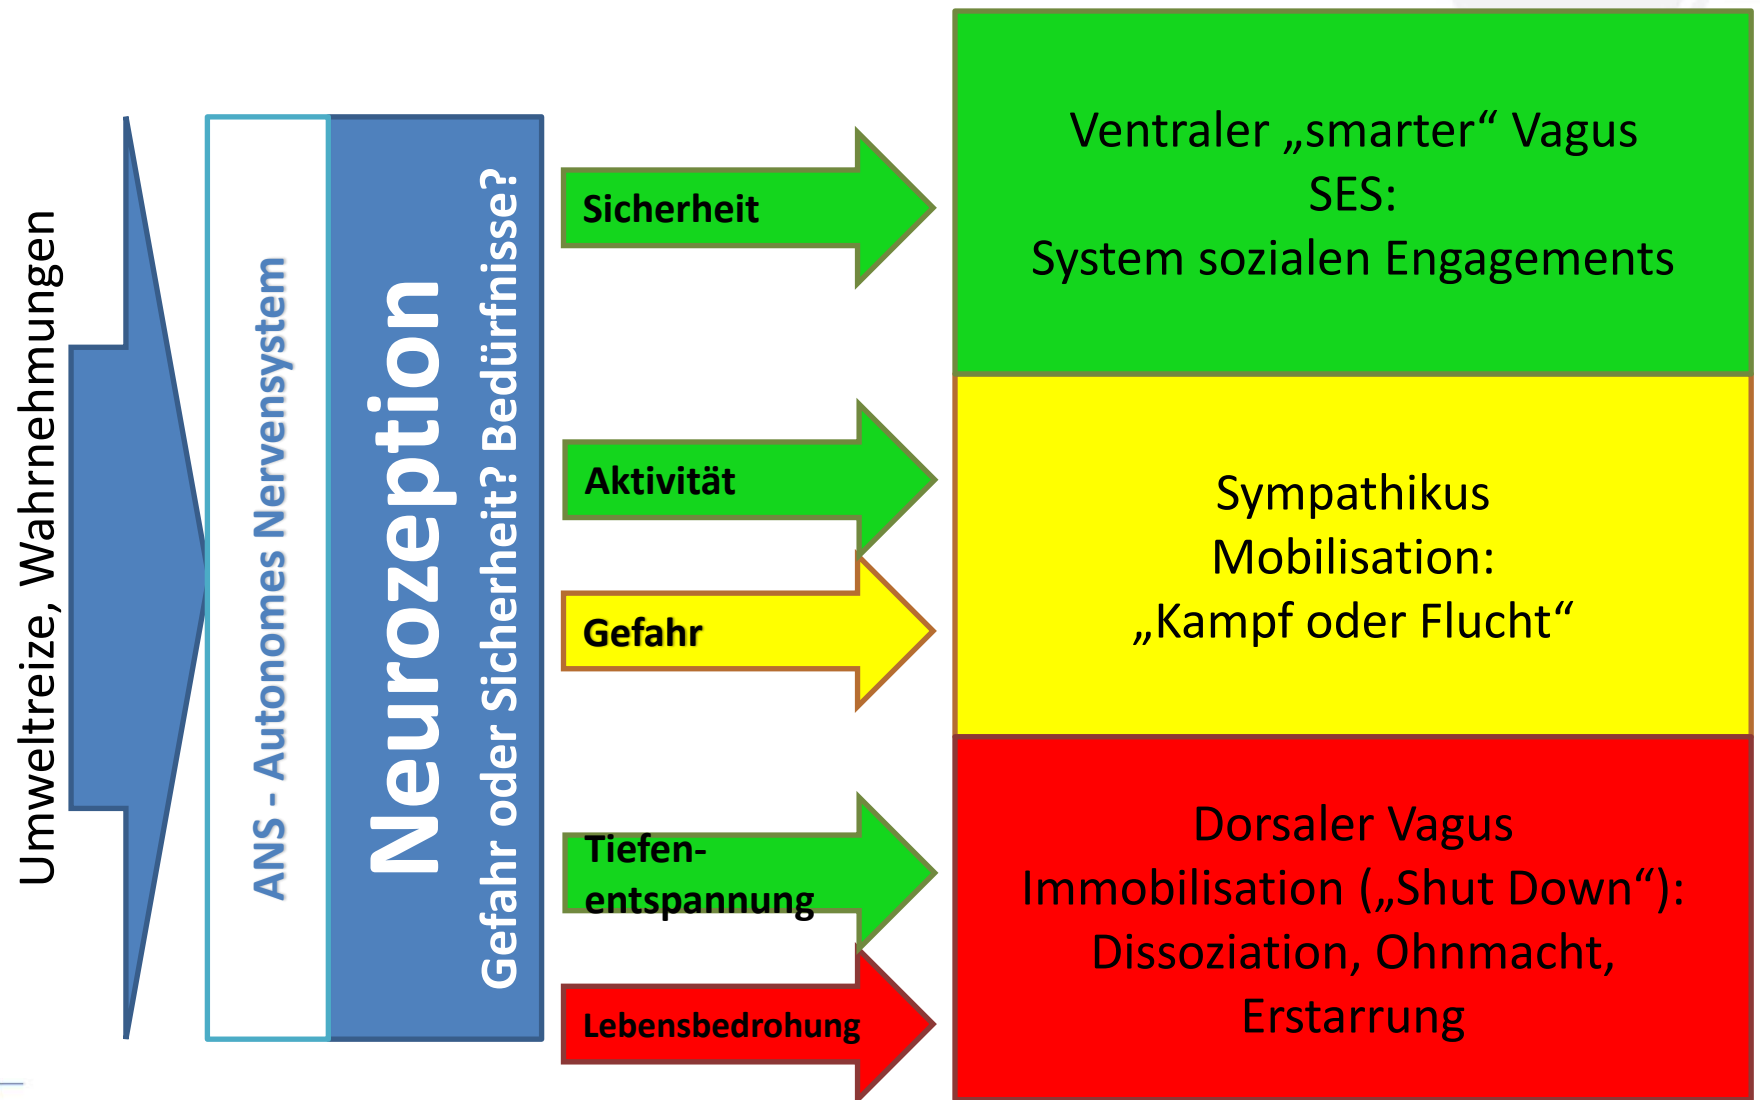 Umweltreize, Wahrnehmungen
ANS - Autonomes Nervensystem
Neurozeption
Gefahr oder Sicherheit? Bedürfnisse?
Sicherheit
Aktivität
Gefahr
Tiefen-
entspannung
Lebensbedrohung
Ventraler „smarter“ Vagus
SES:
System sozialen Engagements
Sympathikus
Mobilisation:
„Kampf oder Flucht“
Dorsaler Vagus
Immobilisation („Shut Down“):
Dissoziation, Ohnmacht,
Erstarrung